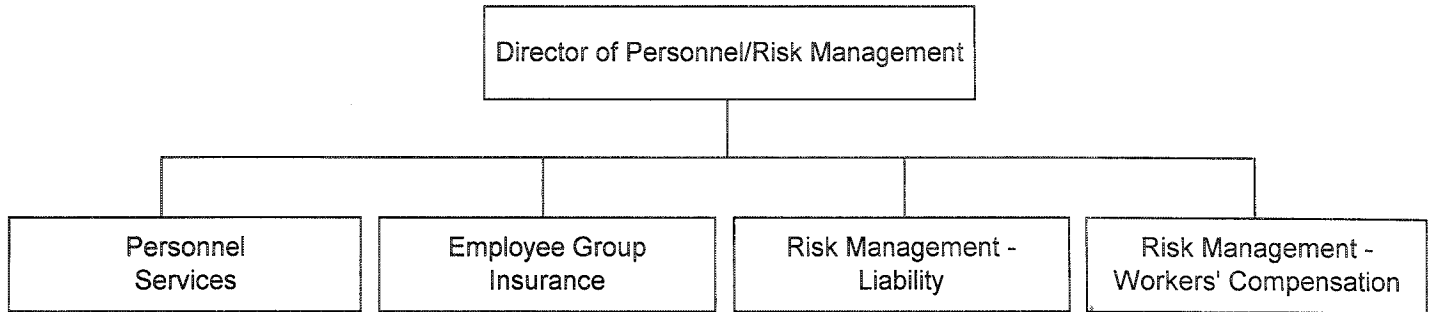 Director of Personnel/Risk Management
Personnel
Services
Employee Group
Insurance
Risk Management -
Liability
Risk Management -
Workers' Compensation